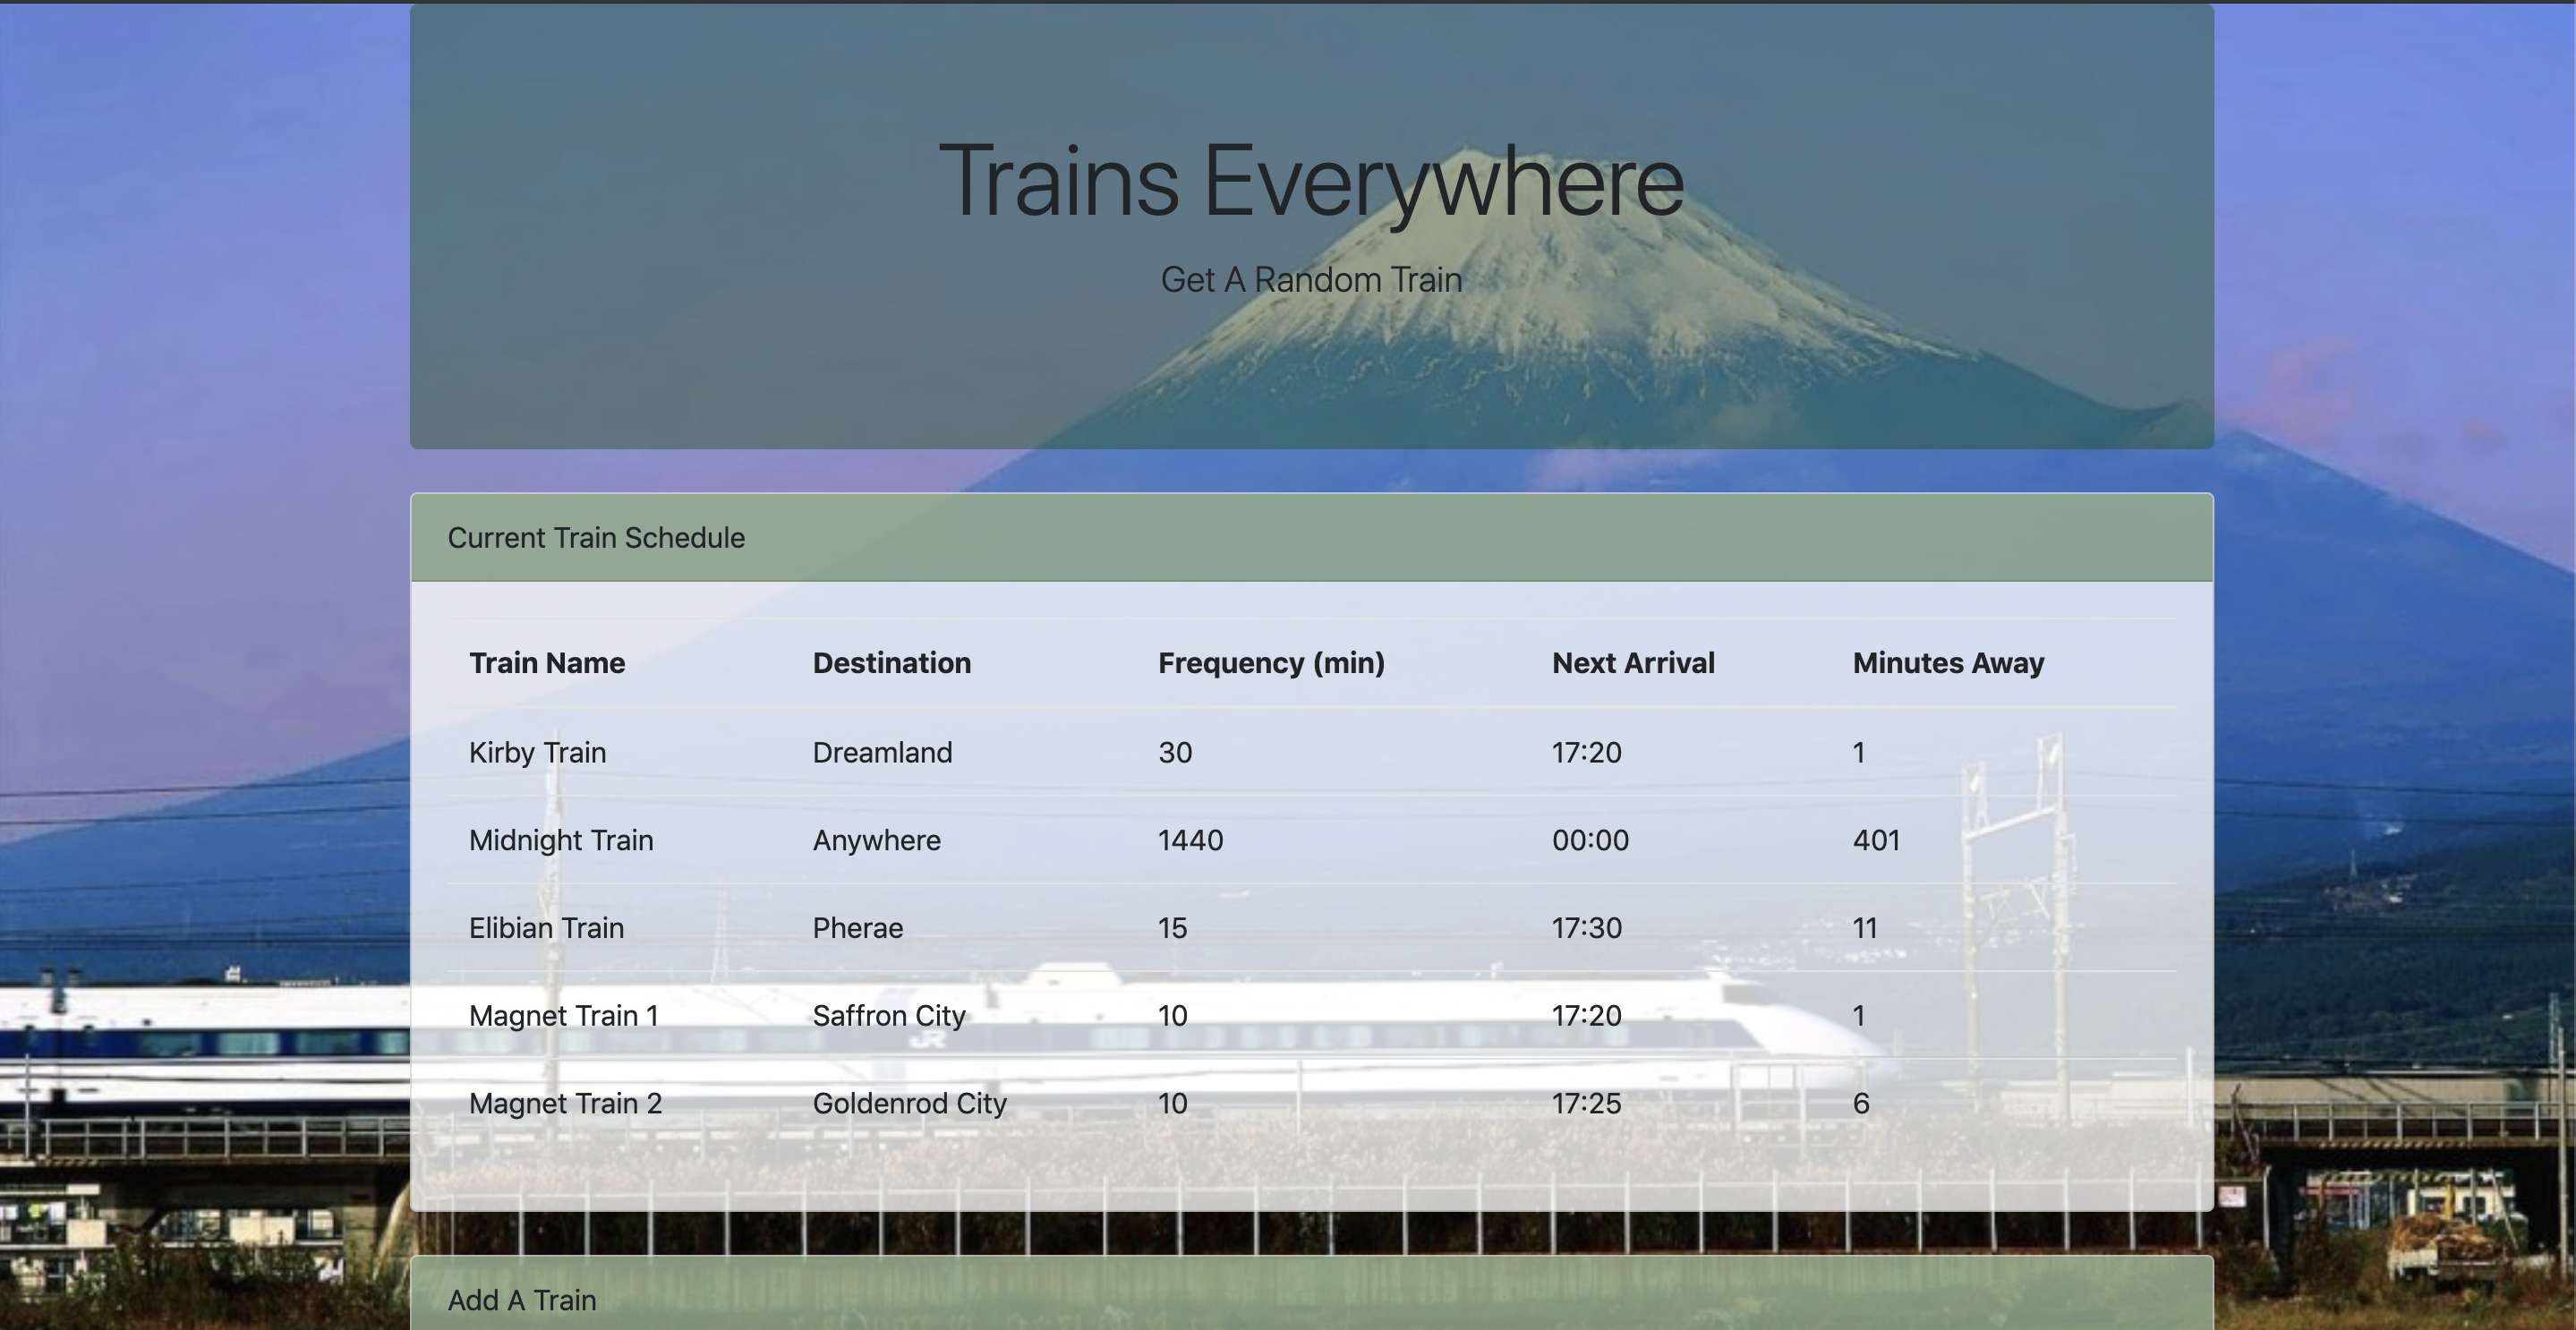 Trains Everywhere
Get A Random Train
Current Train Schedule
Train Name Destination Frequency (min) Next Arrival Minutes Away
Kirby Train Dreamland 30 17:20 1
Midnight Train Anywhere 1440 00:00 401
Elibian Train Pherae 15 17:30 11
Magnet Train 1 Saffron City 10 17:20 1
JR
Magnet Train 2 Goldenrod City 10 17:25 6
Add A Train